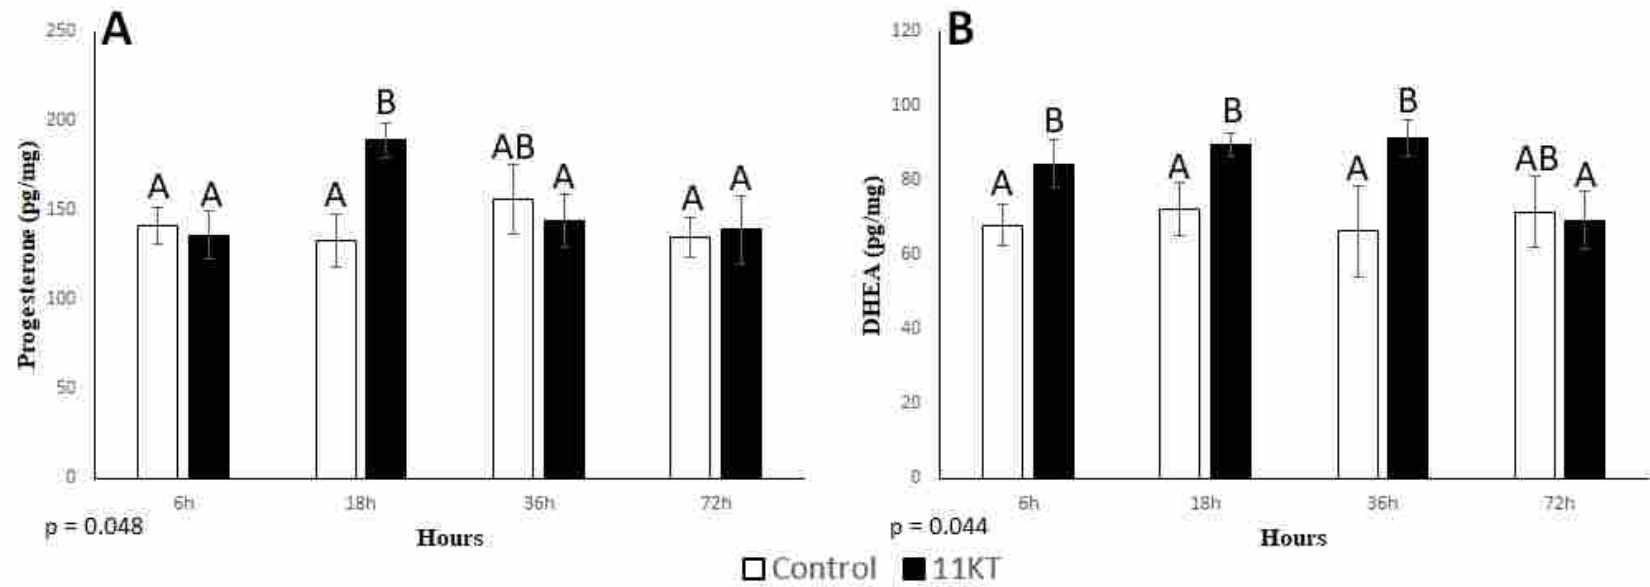 A
250
200
150
100
50
0
Progesterone (pg/mg)
A A A B AB A A A
6h 18h 36h 72h
p = 0.048
Hours
B
120
100
80
60
40
20
0
DHEA (pg/mg)
A B A B A B AB A
6h 18h 36h 72h
p = 0.044
Hours
Control 11KT